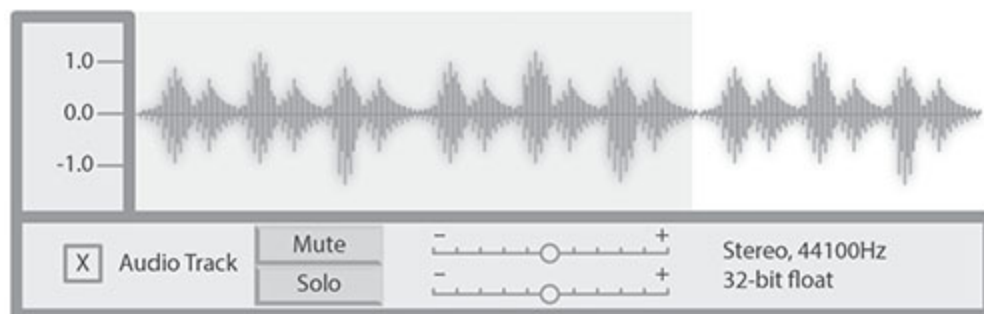 1.0
0.0
-1.0
X
Audio Track
Mute
Solo
- +
- +
Stereo, 44100Hz
32-bit float